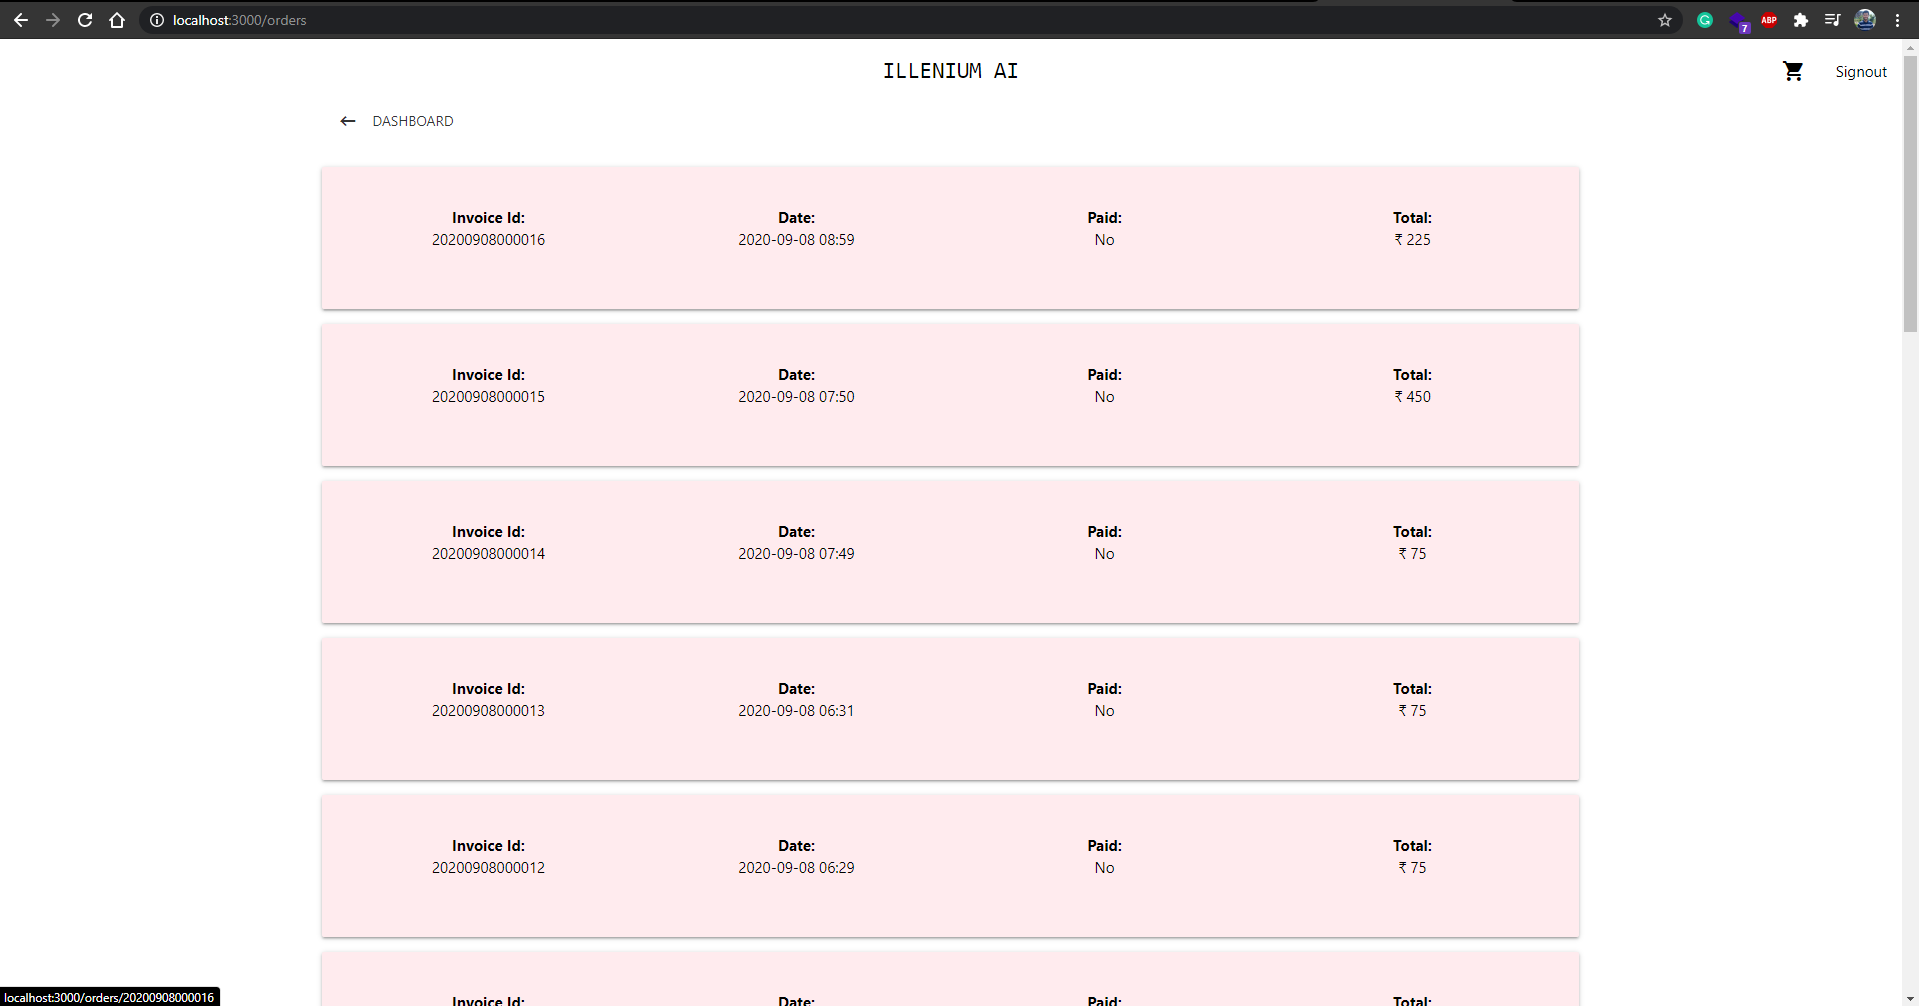 localhost:3000/orders
7
ABP
ILLENIUM AI
Signout
DASHBOARD
Invoice Id: Date: Paid: Total:
20200908000016 2020-09-08 08:59 No ₹ 225
Invoice Id: Date: Paid: Total:
20200908000015 2020-09-08 07:50 No ₹ 450
Invoice Id: Date: Paid: Total:
20200908000014 2020-09-08 07:49 No ₹ 75
Invoice Id: Date: Paid: Total:
20200908000013 2020-09-08 06:31 No ₹ 75
Invoice Id: Date: Paid: Total:
20200908000012 2020-09-08 06:29 No ₹ 75
Invoice Id: Date: Paid: Total:
localhost:3000/orders/20200908000016